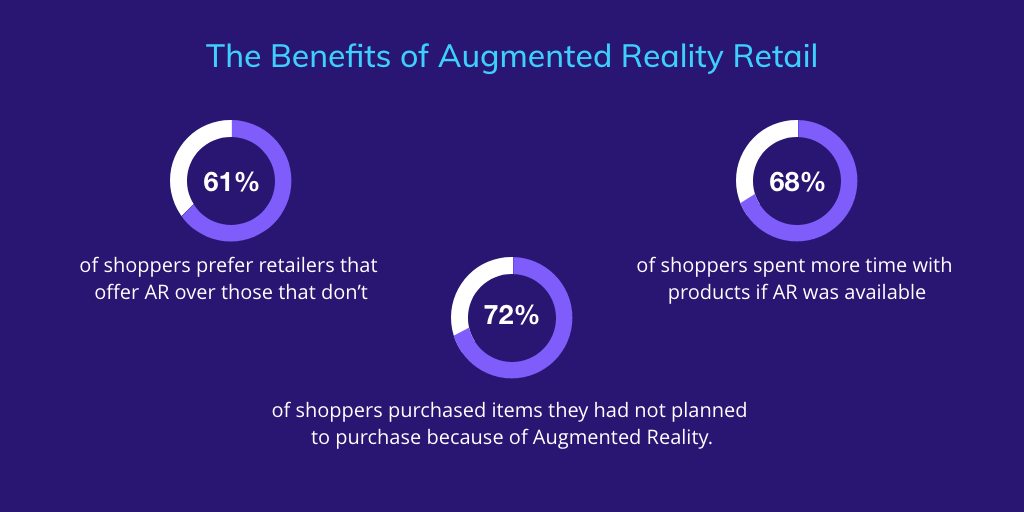 The Benefits of Augmented Reality Retail
61%
of shoppers prefer retailers that
offer AR over those that don’t
68%
of shoppers spent more time with
products if AR was available
72%
of shoppers purchased items they had not planned
to purchase because of Augmented Reality.